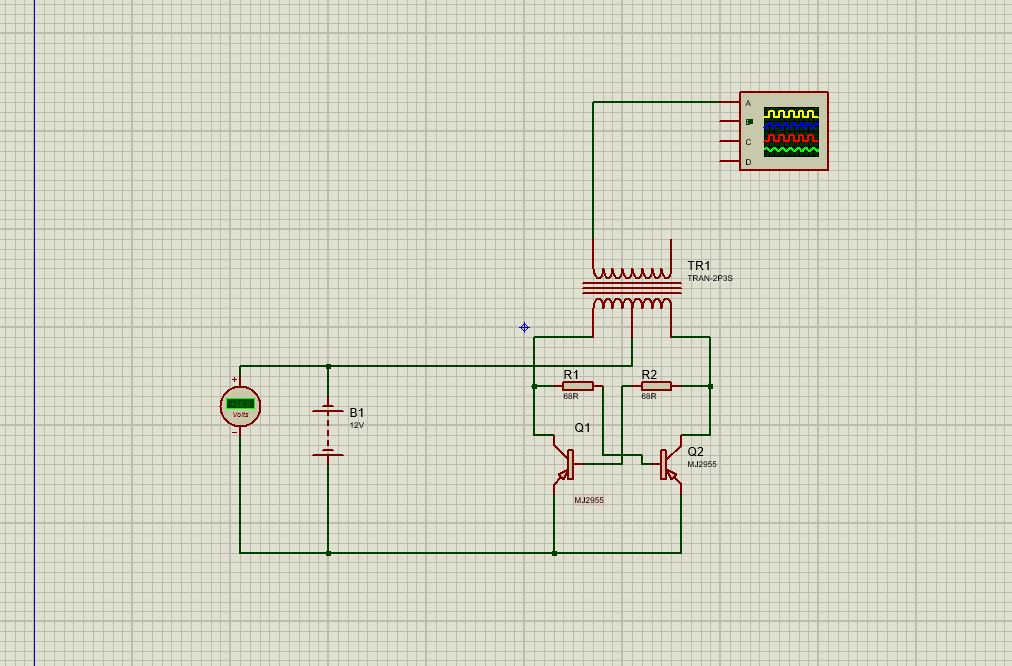 A
B
C
D
TR1
TRAN-2P3S
R1
68R
R2
68R
+
Volts
B1
12V
Q1
Q2
MJ2955
MJ2955